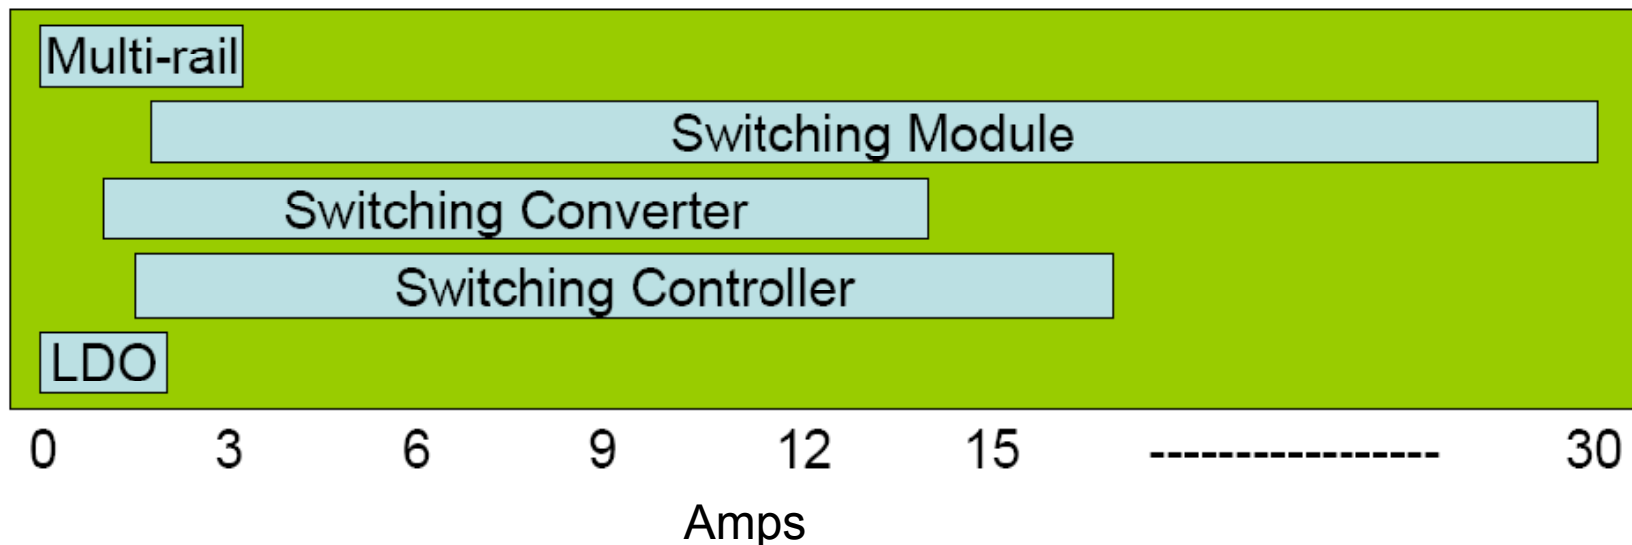 Multi-rail
Switching Module
Switching Converter
Switching Controller
LDO
0 3 6 9 12 15 ----------------- 30
Amps